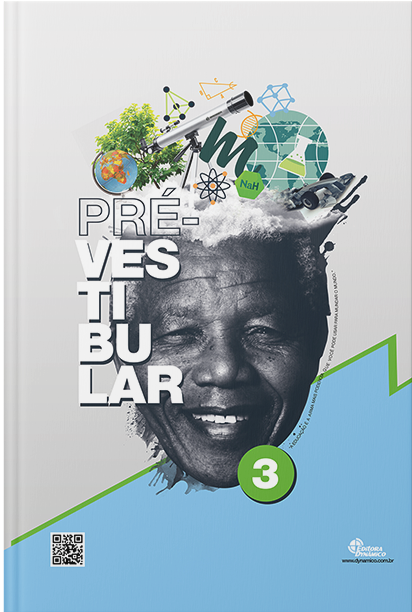 m
NaH
PRÉ-
VES
TI
BU
LAR
"A EDUCAÇÃO É A ARMA MAIS PODEROSA QUE VOCÊ PODE USAR PARA MUDAR O MUNDO."
3
EDITORA
DYNÂMICO
www.dynamico.com.br